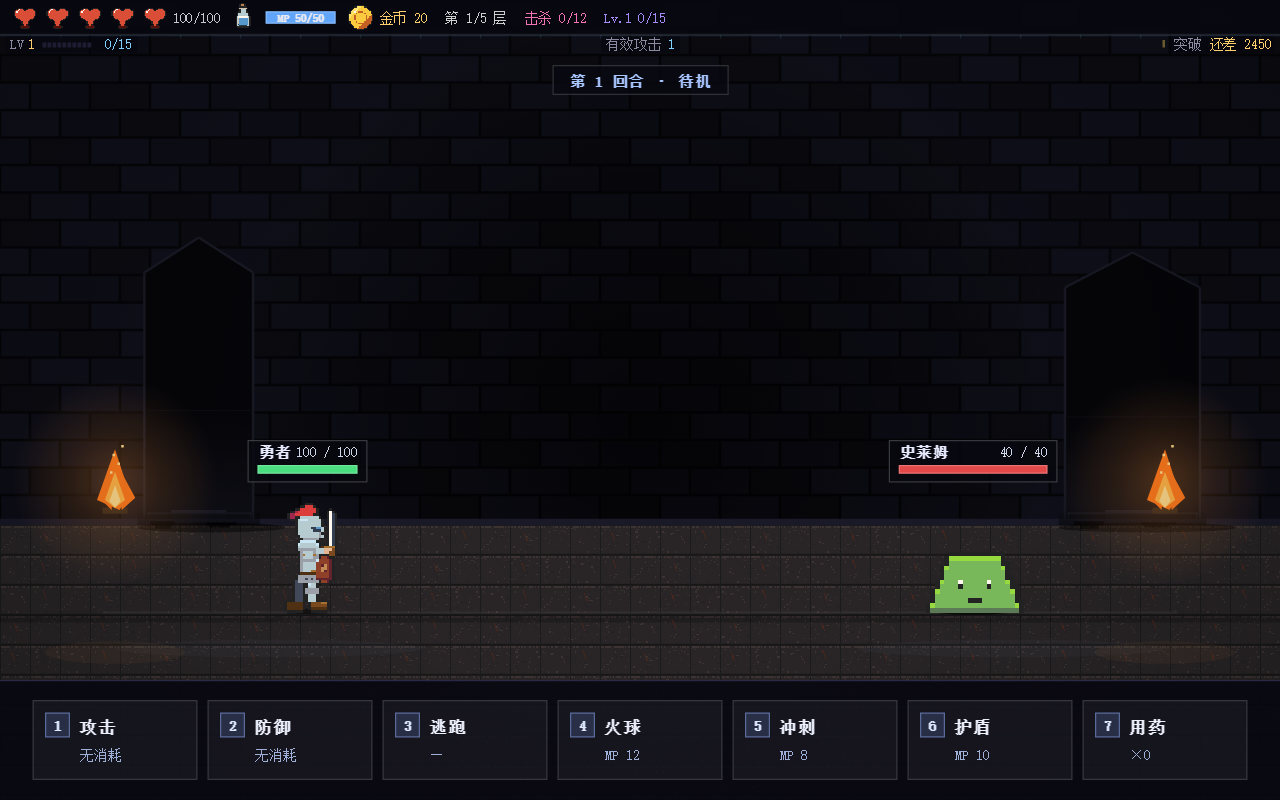 100/100 MP 50/50 金币 20 第 1/5 层 击杀 0/12 Lv.1 0/15
LV 1 0/15 有效攻击 1 突破 还差 2450
第 1 回合 · 待机
勇者 100 / 100
史莱姆 40 / 40
1 攻击
无消耗
2 防御
无消耗
3 逃跑
—
4 火球
MP 12
5 冲刺
MP 8
6 护盾
MP 10
7 用药
×0